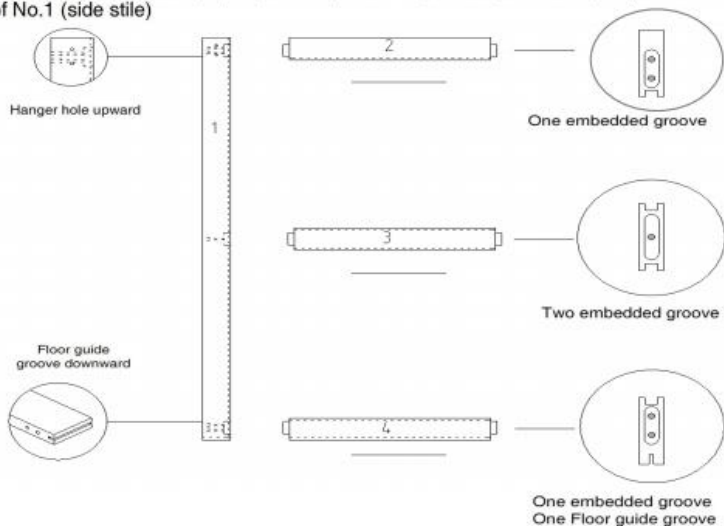 of No.1 (side stile)
2
Hanger hole upward
One embedded groove
1
3
Two embedded groove
Floor guide
groove downward
4
One embedded groove
One Floor guide groove